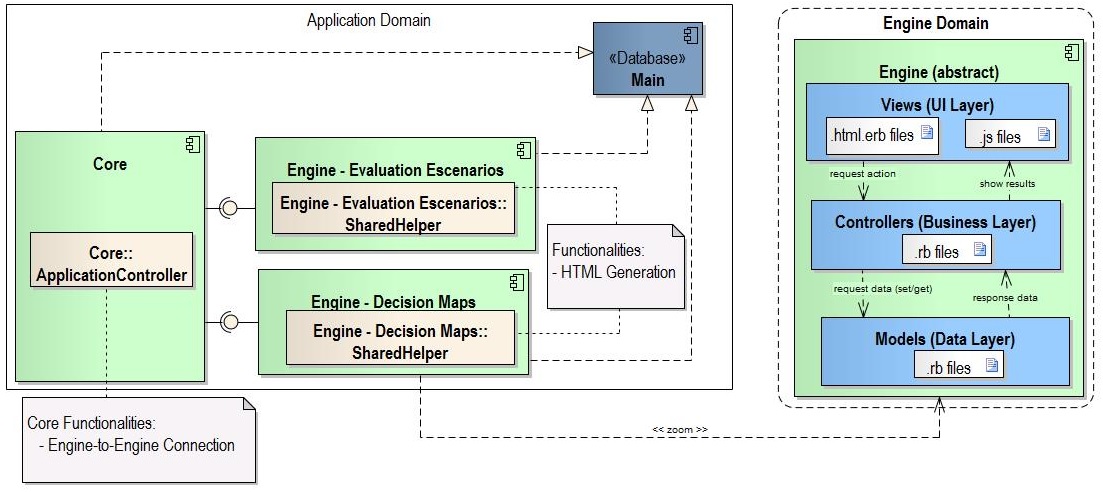 Application Domain
«Database»
Main
Core
Core::
ApplicationController
Engine - Evaluation Escenarios
Engine - Evaluation Escenarios::
SharedHelper
Engine - Decision Maps
Engine - Decision Maps::
SharedHelper
Functionalities:
- HTML Generation
Core Functionalities:
- Engine-to-Engine Connection
<< zoom >>
Engine Domain
Engine (abstract)
Views (UI Layer)
.html.erb files
.js files
request action
show results
Controllers (Business Layer)
.rb files
request data (set/get)
response data
Models (Data Layer)
.rb files